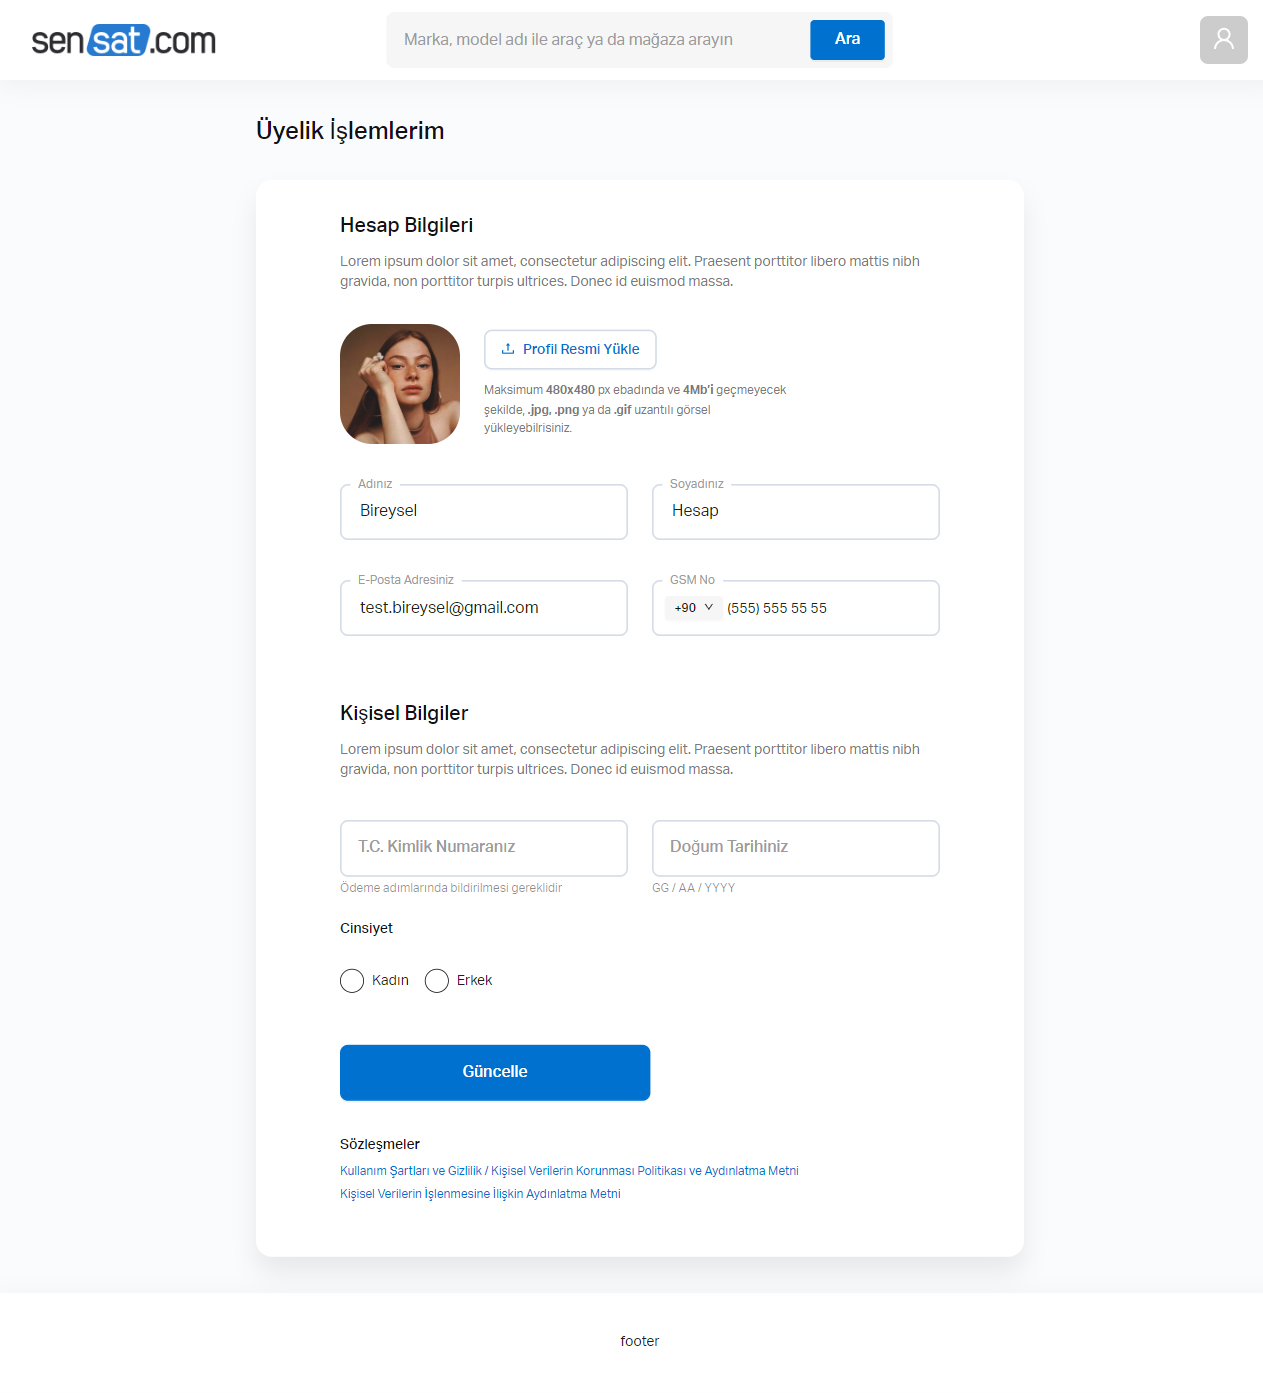 sensat.com
Marka, model adı ile araç ya da mağaza arayın
Ara
Üyelik İşlemlerim
Hesap Bilgileri
Lorem ipsum dolor sit amet, consectetur adipiscing elit. Praesent porttitor libero mattis nibh
gravida, non porttitor turpis ultrices. Donec id euismod massa.
Profil Resmi Yükle
Maksimum 480x480 px ebadında ve 4Mb'i geçmeyecek
şekilde, .jpg, .png ya da .gif uzantılı görsel
yükleyebilrisiniz.
Adınız
Bireysel
Soyadınız
Hesap
E-Posta Adresiniz
test.bireysel@gmail.com
GSM No
+90 (555) 555 55 55
Kişisel Bilgiler
Lorem ipsum dolor sit amet, consectetur adipiscing elit. Praesent porttitor libero mattis nibh
gravida, non porttitor turpis ultrices. Donec id euismod massa.
T.C. Kimlik Numaranız
Ödeme adımlarında bildirilmesi gereklidir
Doğum Tarihiniz
GG / AA / YYYY
Cinsiyet
Kadın
Erkek
Güncelle
Sözleşmeler
Kullanım Şartları ve Gizlilik / Kişisel Verilerin Korunması Politikası ve Aydınlatma Metni
Kişisel Verilerin İşlenmesine İlişkin Aydınlatma Metni
footer